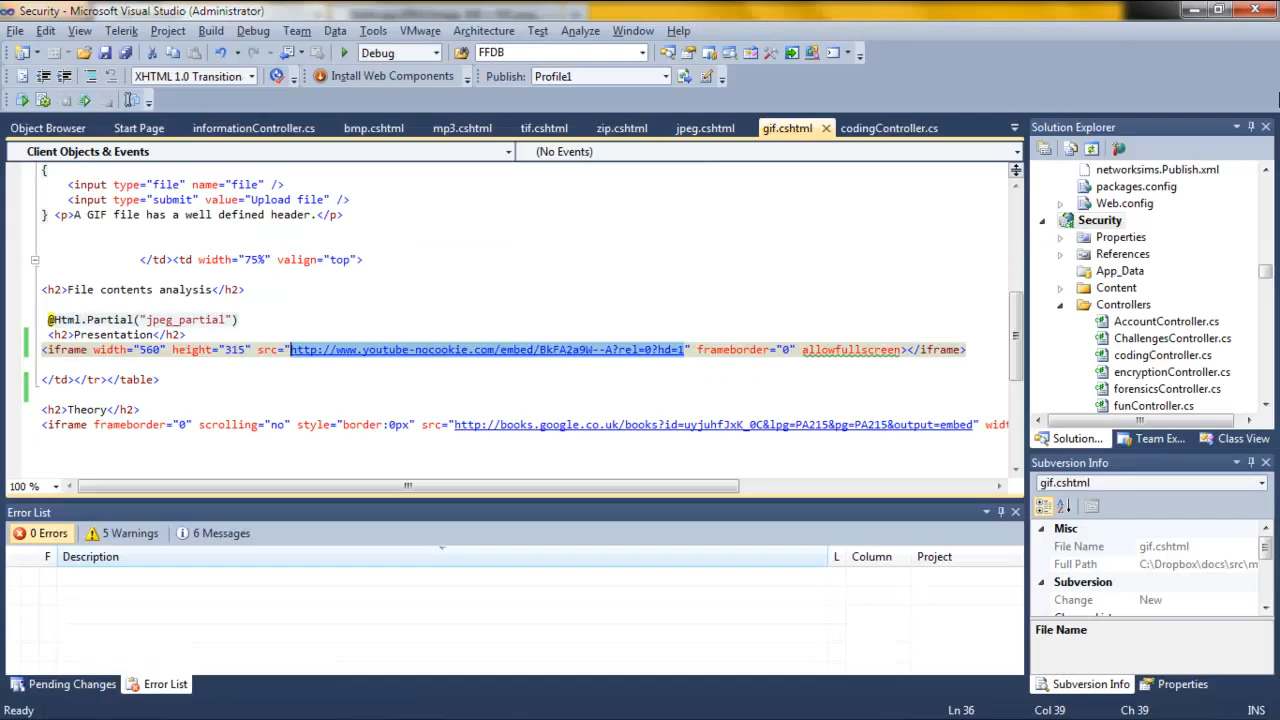 Security - Microsoft Visual Studio (Administrator)
File Edit View Telerik Project Build Debug Team Data Tools VMware Architecture Test Analyze Window Help
Debug FFDB
XHTML 1.0 Transition Install Web Components Publish: Profile1
Object Browser Start Page informationController.cs bmp.cshtml mp3.cshtml tif.cshtml zip.cshtml jpeg.cshtml gif.cshtml codingController.cs
Client Objects & Events (No Events)
{
<input type="file" name="file" />
<input type="submit" value="Upload file" />
} <p>A GIF file has a well defined header.</p>
</td><td width="75%" valign="top">
<h2>File contents analysis</h2>
@Html.Partial("jpeg_partial")
<h2>Presentation</h2>
<iframe width="560" height="315" src="http://www.youtube-nocookie.com/embed/BkFA2a9W--A?rel=0?hd=1" frameborder="0" allowfullscreen></iframe>
</td></tr></table>
<h2>Theory</h2>
<iframe frameborder="0" scrolling="no" style="border:0px" src="http://books.google.co.uk/books?id=uyjuhfJxK_0C&lpg=PA215&pg=PA215&output=embed" widt
100 %
Error List
0 Errors 5 Warnings 6 Messages
F Description L Column Project
Pending Changes Error List
Solution Explorer
networksims.Publish.xml
packages.config
Web.config
Security
Properties
References
App_Data
Content
Controllers
AccountController.cs
ChallengesController.cs
codingController.cs
encryptionController.cs
forensicsController.cs
funController.cs
Solution... Team Ex... Class View
Subversion Info
gif.cshtml
Misc
File Name gif.cshtml
Full Path C:\Dropbox\docs\src\m
Subversion
Change New
File Name
Subversion Info Properties
Ready Ln 36 Col 39 Ch 39 INS